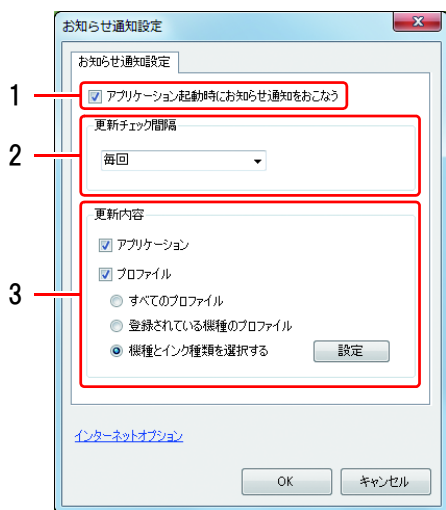 お知らせ通知設定
お知らせ通知設定
1
アプリケーション起動時にお知らせ通知をおこなう
更新チェック間隔
2
毎回
更新内容
アプリケーション
プロファイル
3
すべてのプロファイル
登録されている機種のプロファイル
機種とインク種類を選択する 設定
インターネットオプション
OK キャンセル